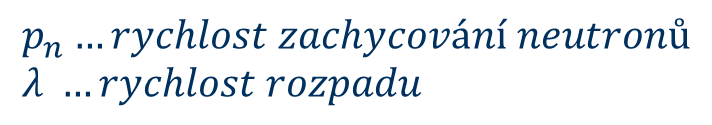 pₙ … rychlost zachycování neutronů
λ … rychlost rozpadu